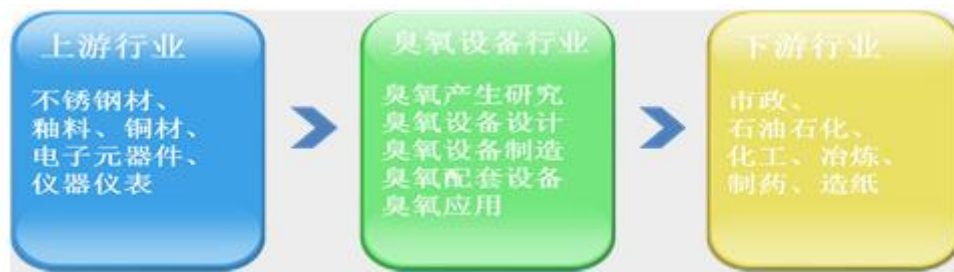 上游行业
不锈钢材、
釉料、铜材、
电子元器件、
仪器仪表
臭氧设备行业
臭氧产生研究
臭氧设备设计
臭氧设备制造
臭氧配套设备
臭氧应用
下游行业
市政、
石油石化、
化工、冶炼、
制药、造纸